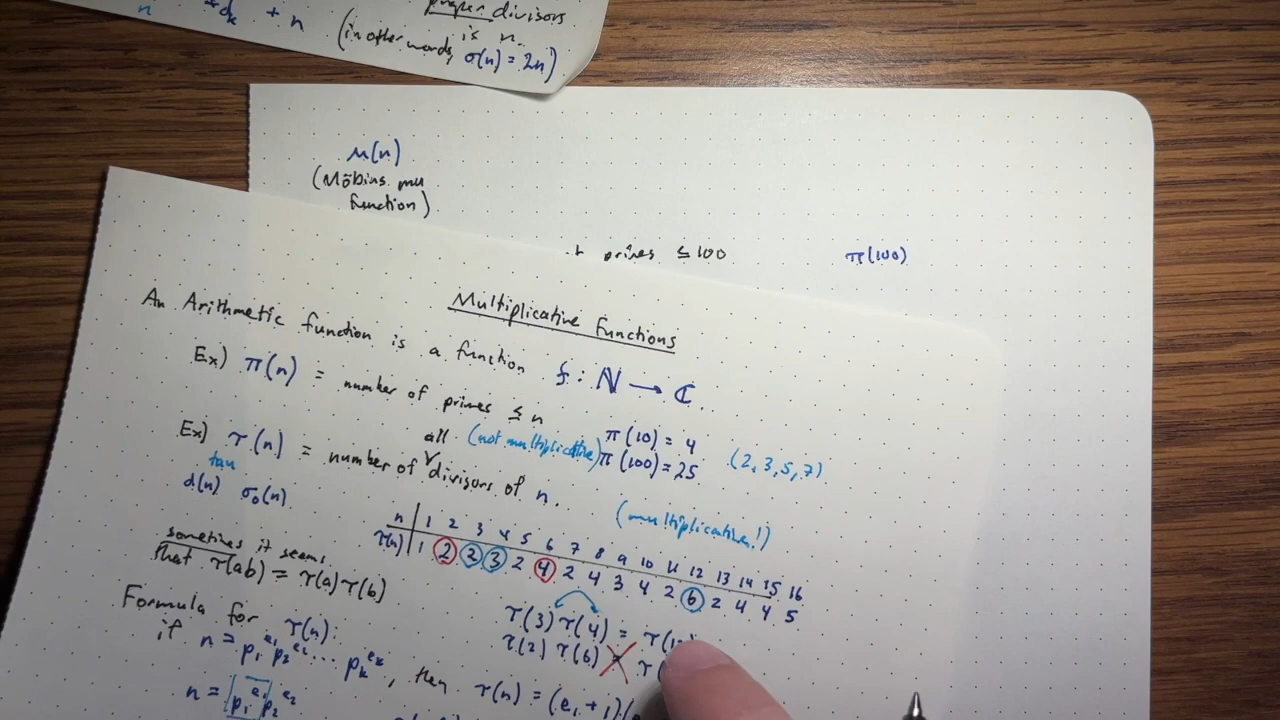 proper divisors
+ dₖ + n (in other words, is n.
σ(n) = 2n)
μ(n)
(Möbius mu
function)
primes ≤ 100 π(100)
Multiplicative Functions
An Arithmetic function is a function f : ℕ → ℂ.
Ex) π(n) = number of primes ≤ n
π(10) = 4 (2, 3, 5, 7)
(not multiplicative) π(100) = 25
Ex) τ(n) = number of all divisors of n.
tau
d(n) σ₀(n)
(multiplicative!)
n | 1 2 3 4 5 6 7 8 9 10 11 12 13 14 15 16
τ(n) | 1 2 2 3 2 4 2 4 3 4 2 6 2 4 4 5
sometimes it seems
that τ(ab) = τ(a) τ(b)
τ(3) τ(4) = τ(12)
τ(2) τ(6) = τ(
Formula for τ(n):
if n = p₁^e₁ p₂^e₂ ... pₖ^eₖ, then τ(n) = (e₁ + 1)(
n = p₁^e₁ p₂^e₂